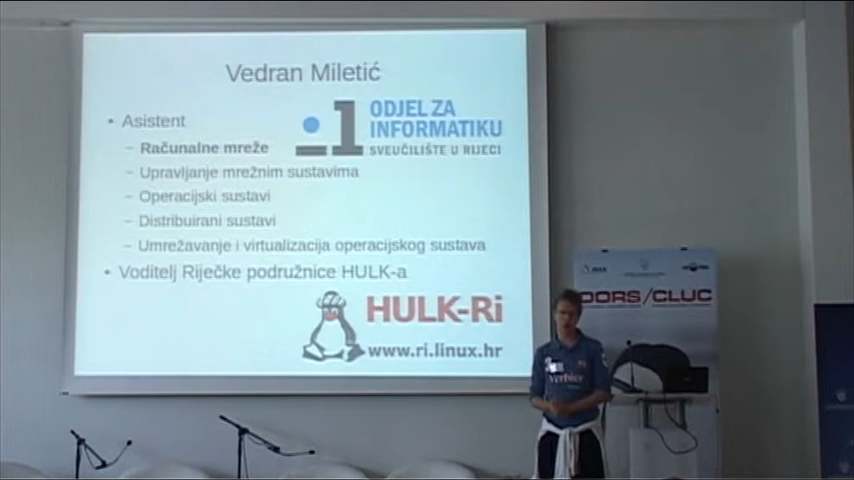 Vedran Miletić
• Asistent
– Računalne mreže
– Upravljanje mrežnim sustavima
– Operacijski sustavi
– Distribuirani sustavi
– Umrežavanje i virtualizacija operacijskog sustava
• Voditelj Riječke podružnice HULK-a
ODJEL ZA
INFORMATIKU
SVEUČILIŠTE U RIJECI
HULK-Ri
www.ri.linux.hr
DORS/CLUC
Verbier